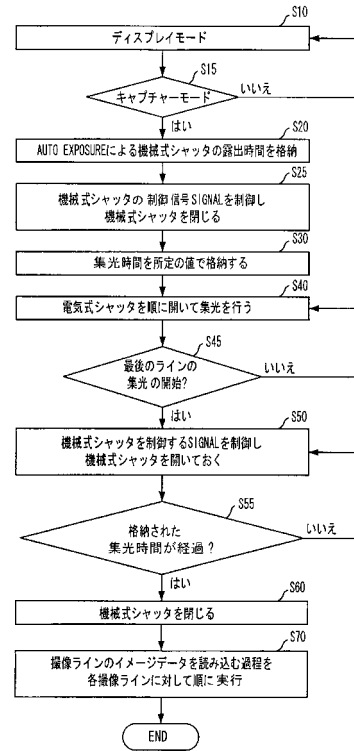 S10
ディスプレイモード
S15
キャプチャーモード
いいえ
はい
S20
AUTO EXPOSUREによる機械式シャッタの露出時間を格納
S25
機械式シャッタの 制御信号SIGNALを制御し
機械式シャッタを閉じる
S30
集光時間を所定の値で格納する
S40
電気式シャッタを順に開いて集光を行う
S45
最後のラインの
集光の開始?
いいえ
はい
S50
機械式シャッタを制御するSIGNALを制御し
機械式シャッタを開いておく
S55
格納された
集光時間が経過?
いいえ
はい
S60
機械式シャッタを閉じる
S70
撮像ラインのイメージデータを読み込む過程を
各撮像ラインに対して順に実行
END